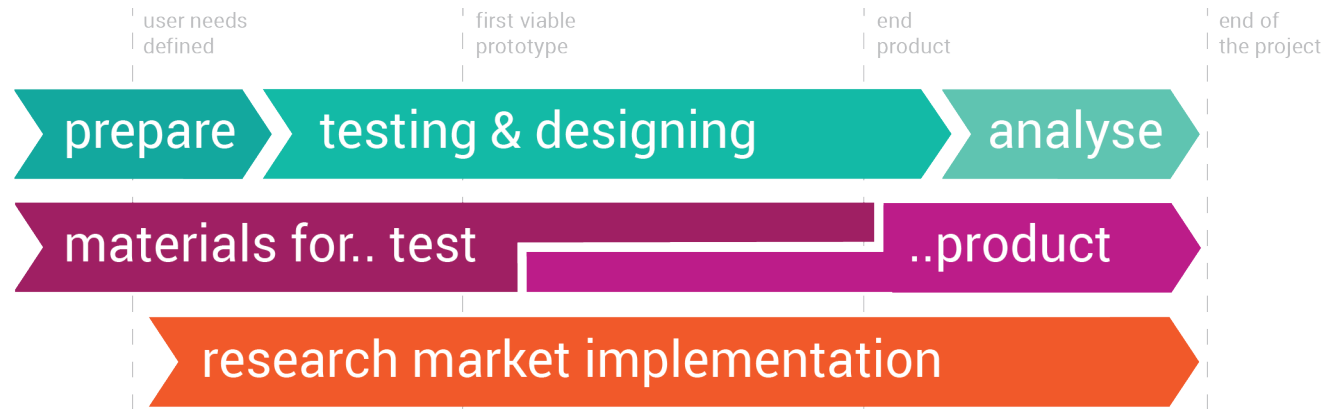 user needs
defined
first viable
prototype
end
product
end of
the project
prepare
testing & designing
analyse
materials for.. test
..product
research market implementation